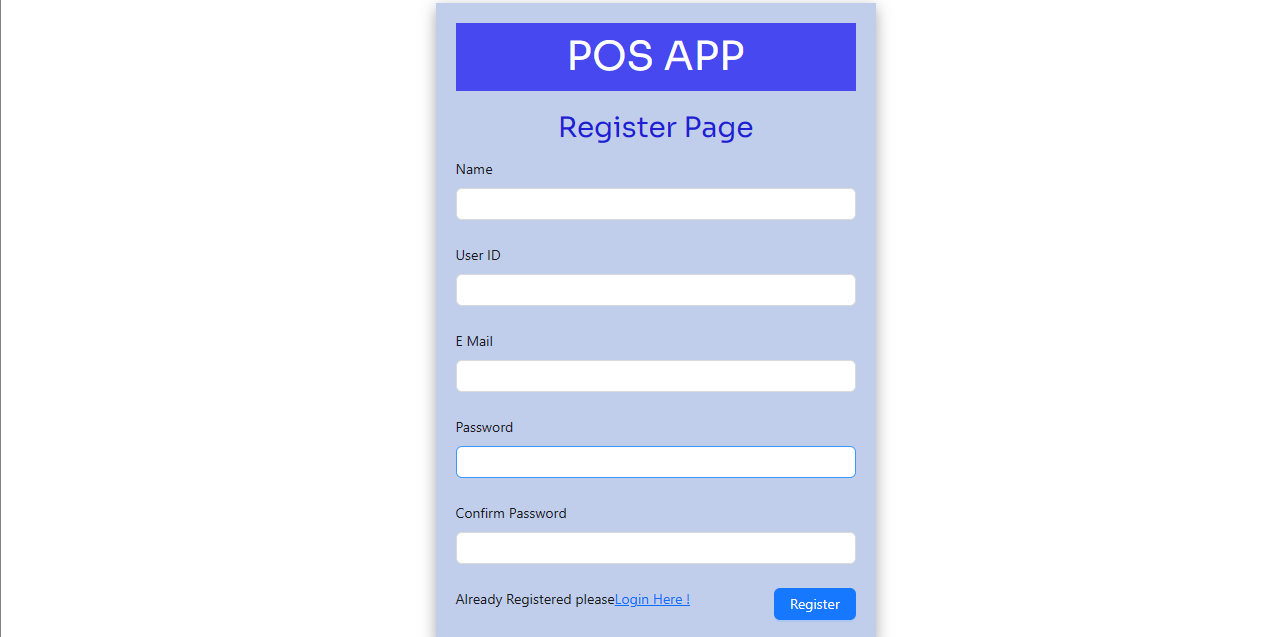 POS APP
Register Page
Name
User ID
E Mail
Password
Confirm Password
Already Registered pleaseLogin Here !
Register